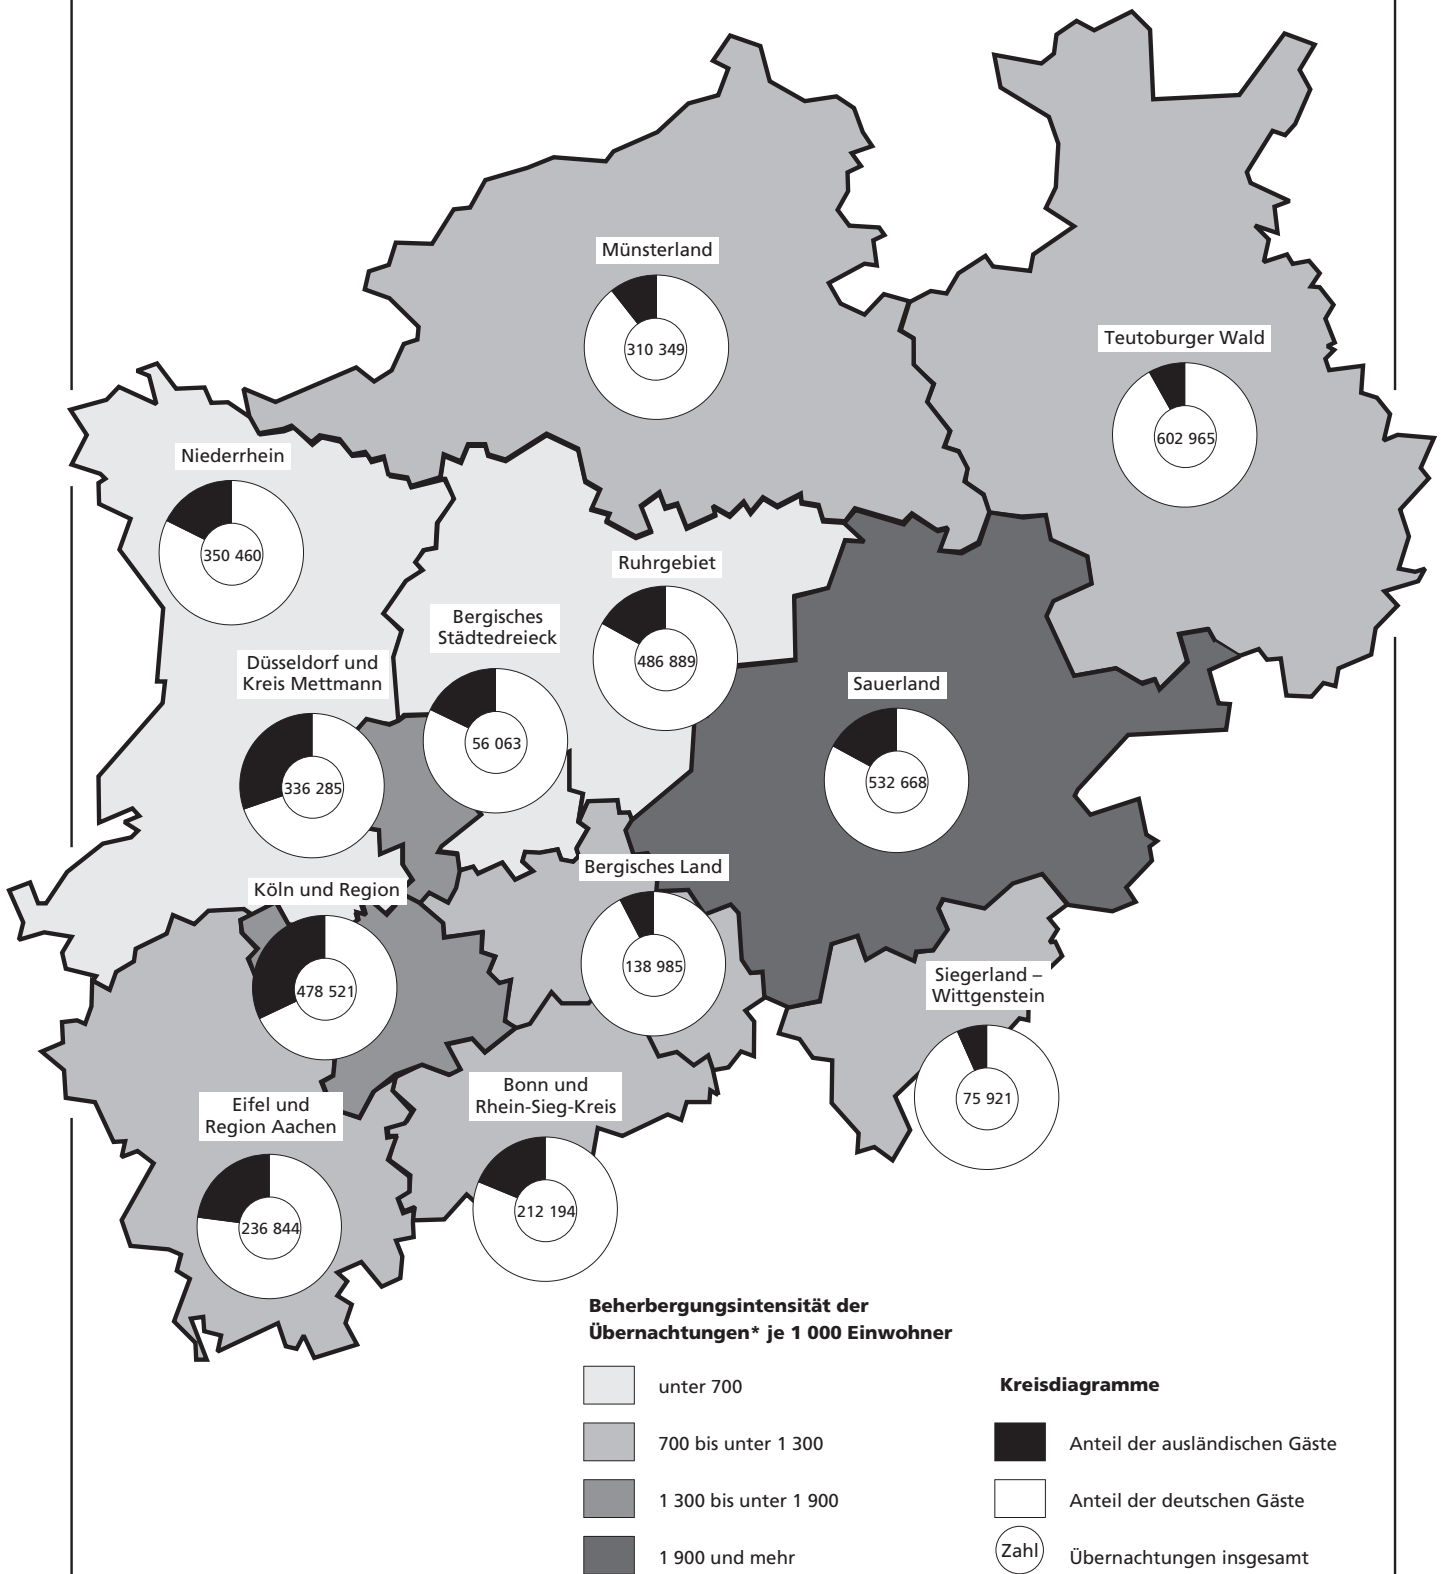 Münsterland
310 349
Teutoburger Wald
602 965
Niederrhein
350 460
Ruhrgebiet
486 889
Bergisches
Städtedreieck
56 063
Düsseldorf und
Kreis Mettmann
336 285
Sauerland
532 668
Bergisches Land
138 985
Köln und Region
478 521
Siegerland –
Wittgenstein
75 921
Bonn und
Rhein-Sieg-Kreis
212 194
Eifel und
Region Aachen
236 844
Beherbergungsintensität der
Übernachtungen* je 1 000 Einwohner
unter 700
700 bis unter 1 300
1 300 bis unter 1 900
1 900 und mehr
Kreisdiagramme
Anteil der ausländischen Gäste
Anteil der deutschen Gäste
Zahl Übernachtungen insgesamt